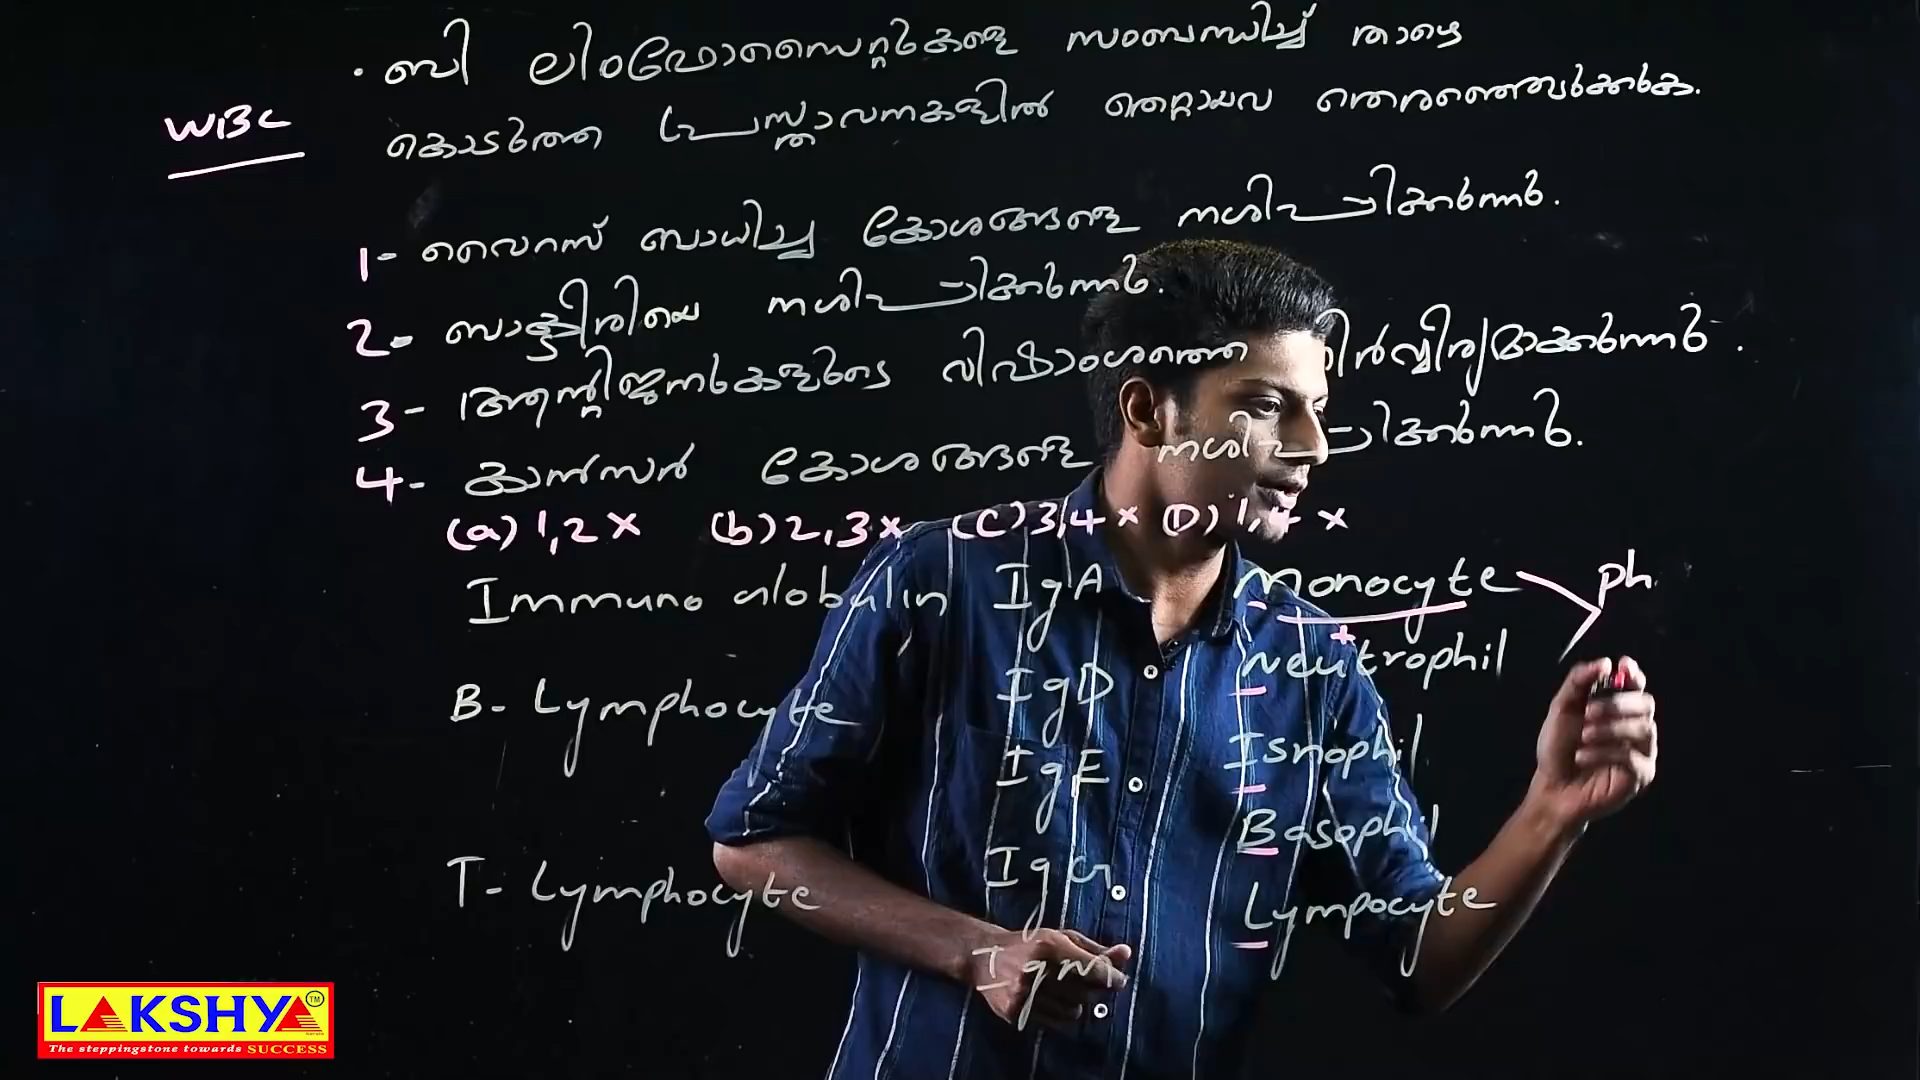 . ബി ലിംഫോസൈറ്റുകളെ സംബന്ധിച്ച് താഴെ
WBC
കൊടുത്ത പ്രസ്താവനകളിൽ തെറ്റായവ തെരഞ്ഞെടുക്കുക.
1- വൈറസ് ബാധിച്ച കോശങ്ങളെ നശിപ്പിക്കുന്നു.
2- ബാക്ടീരിയയെ നശിപ്പിക്കുന്നു.
3- ആന്റിജനുകളുടെ വിഷാംശത്തെ നിർവ്വീര്യമാക്കുന്നു.
4- കാൻസർ കോശങ്ങളെ നശിപ്പിക്കുന്നു.
(a) 1,2 x (b) 2,3 x (C) 3,4 x (D) 1,4 x
Immuno globulin IgA Monocyte ph
+
Neutrophil
B- Lymphocyte IgD
IgE Isnophil
Basophil
T- Lymphocyte IgG Lympocyte
IgM
LAKSHYA TM
The steppingstone towards SUCCESS